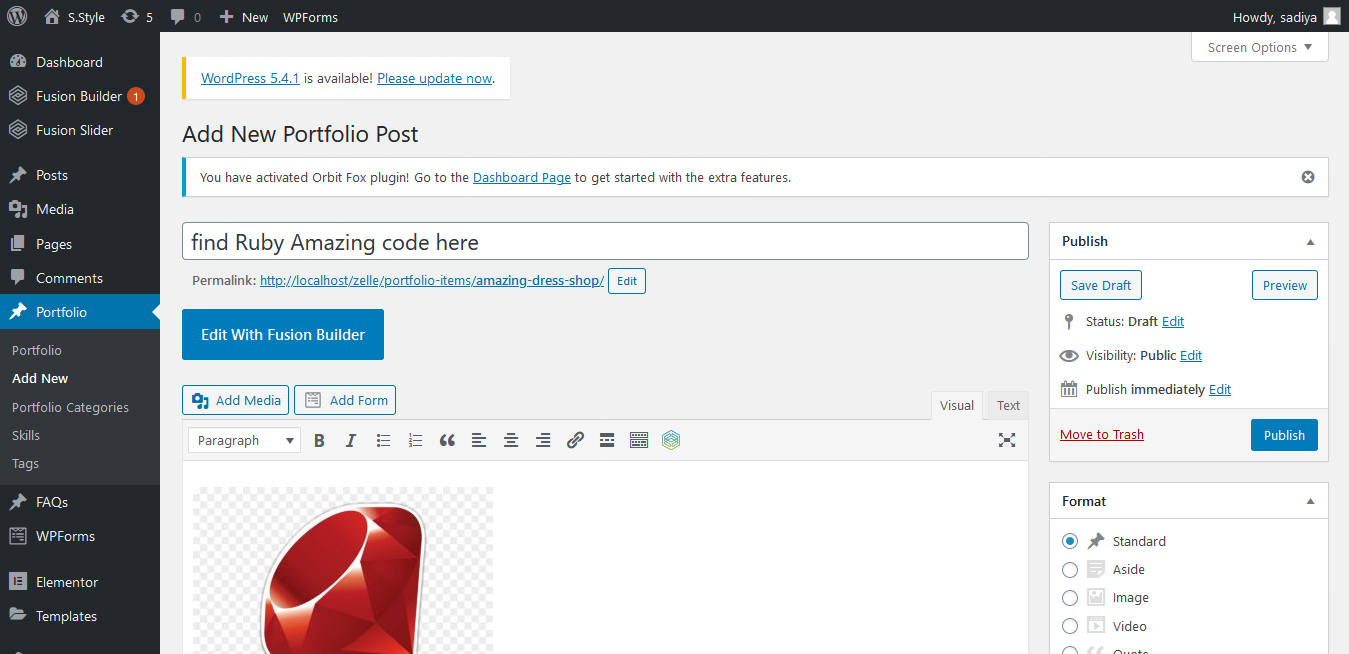 S.Style 5 0 New WPForms Howdy, sadiya
Screen Options
Dashboard
Fusion Builder 1
Fusion Slider
Posts
Media
Pages
Comments
Portfolio
Portfolio
Add New
Portfolio Categories
Skills
Tags
FAQs
WPForms
Elementor
Templates
WordPress 5.4.1 is available! Please update now.
Add New Portfolio Post
You have activated Orbit Fox plugin! Go to the Dashboard Page to get started with the extra features.
find Ruby Amazing code here
Permalink: http://localhost/zelle/portfolio-items/amazing-dress-shop/ Edit
Edit With Fusion Builder
Add Media Add Form
Visual Text
Paragraph B I
Publish
Save Draft Preview
Status: Draft Edit
Visibility: Public Edit
Publish immediately Edit
Move to Trash Publish
Format
Standard
Aside
Image
Video
Quote